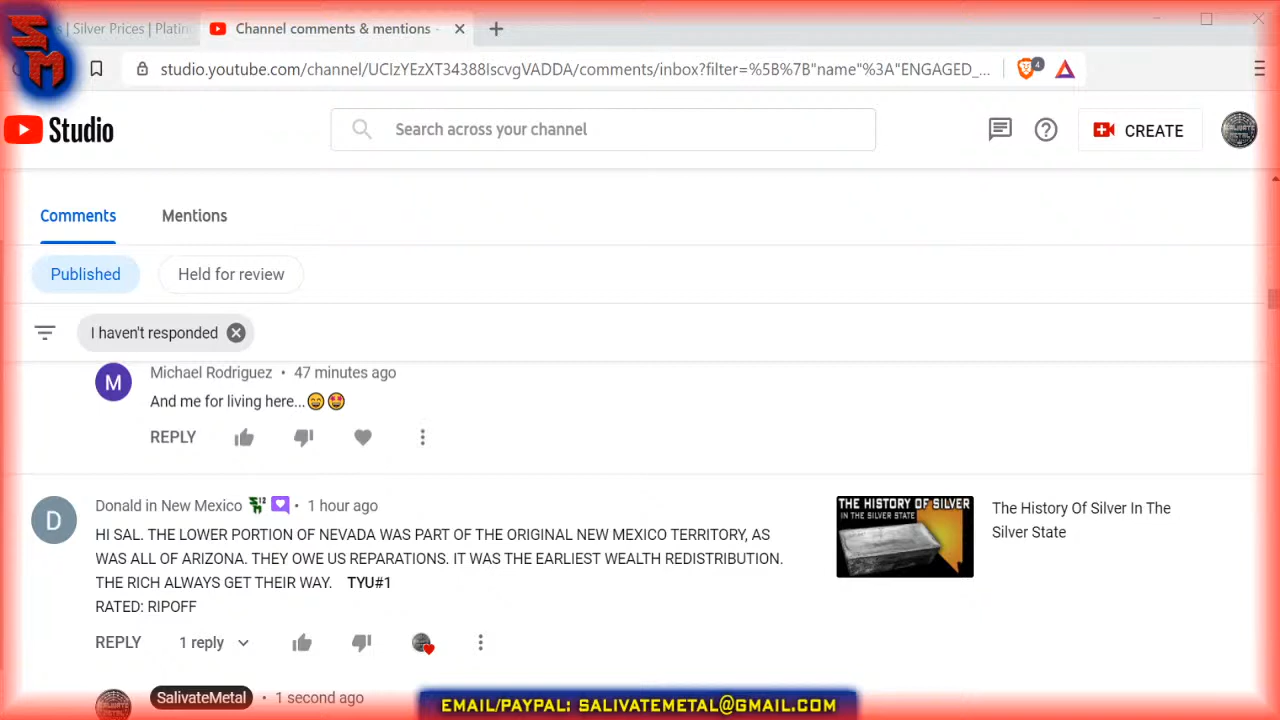 SM
s | Silver Prices | Platin
Channel comments & mentions -
studio.youtube.com/channel/UCIzYEzXT34388IscvgVADDA/comments/inbox?filter=%5B%7B"name"%3A"ENGAGED_...
4
Studio
Search across your channel
CREATE
Comments
Mentions
Published
Held for review
I haven't responded
M
Michael Rodriguez • 47 minutes ago
And me for living here...😄🤩
REPLY
D
Donald in New Mexico • 1 hour ago
HI SAL. THE LOWER PORTION OF NEVADA WAS PART OF THE ORIGINAL NEW MEXICO TERRITORY, AS
WAS ALL OF ARIZONA. THEY OWE US REPARATIONS. IT WAS THE EARLIEST WEALTH REDISTRIBUTION.
THE RICH ALWAYS GET THEIR WAY. TYU#1
RATED: RIPOFF
THE HISTORY OF SILVER
IN THE SILVER STATE
The History Of Silver In The
Silver State
REPLY
1 reply
SalivateMetal • 1 second ago
EMAIL/PAYPAL: SALIVATEMETAL@GMAIL.COM